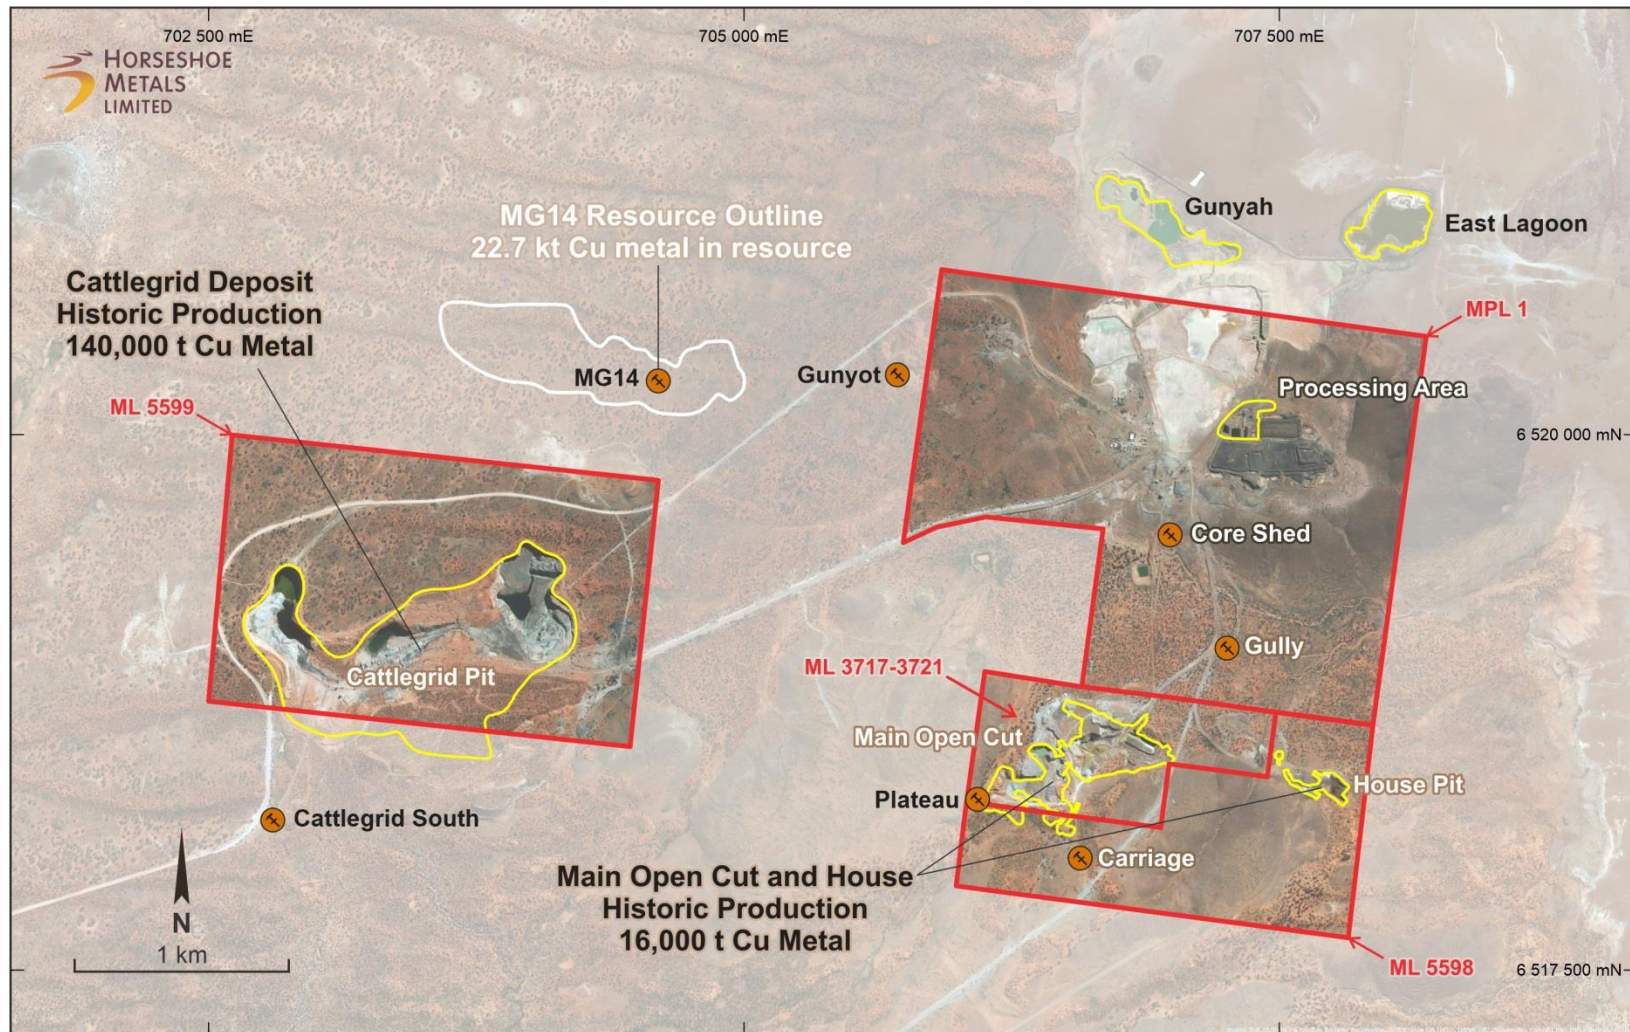 702 500 mE
705 000 mE
707 500 mE
HORSESHOE
METALS
LIMITED
Gunyah
East Lagoon
MG14 Resource Outline
22.7 kt Cu metal in resource
Cattlegrid Deposit
Historic Production
140,000 t Cu Metal
MPL 1
MG14
Gunyot
Processing Area
ML 5599
6 520 000 mN
Core Shed
Gully
Cattlegrid Pit
ML 3717-3721
Main Open Cut
House Pit
Plateau
Cattlegrid South
Carriage
Main Open Cut and House
Historic Production
16,000 t Cu Metal
N
1 km
ML 5598
6 517 500 mN